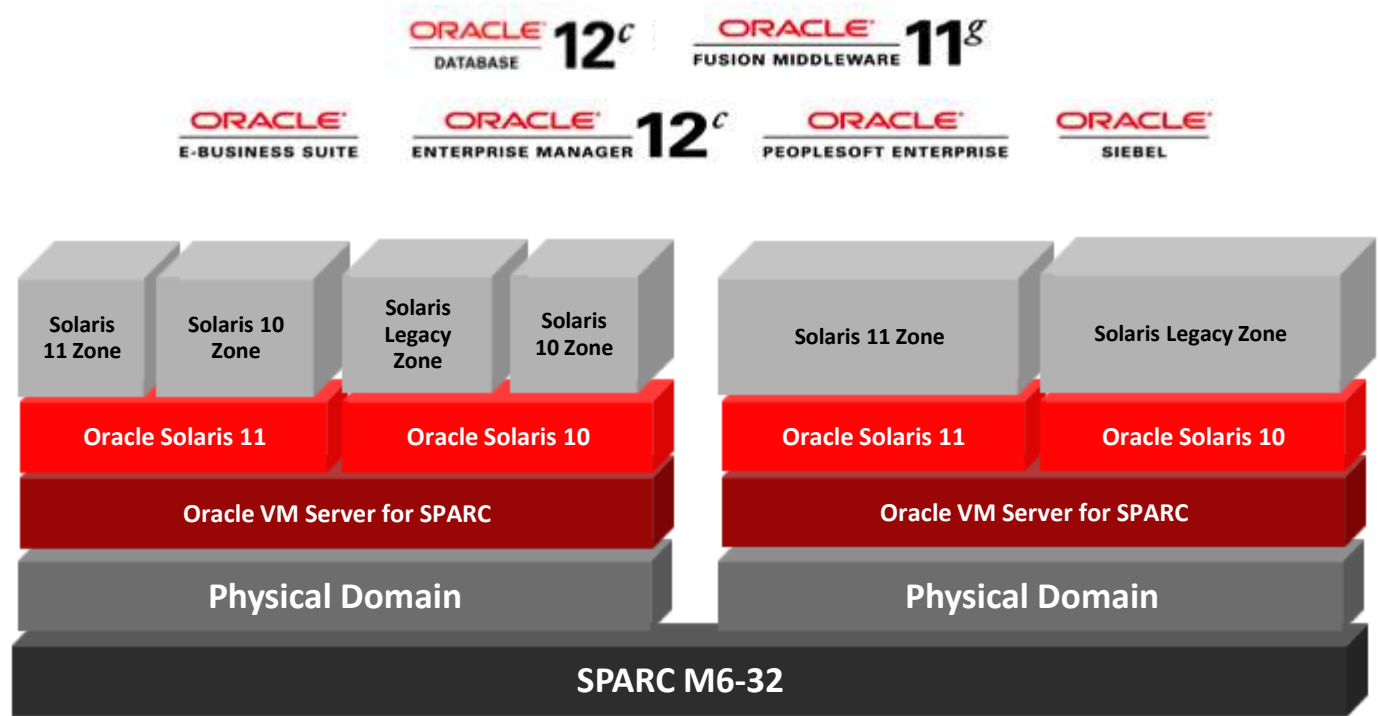 ORACLE DATABASE 12c
ORACLE FUSION MIDDLEWARE 11g
ORACLE E-BUSINESS SUITE
ORACLE ENTERPRISE MANAGER 12c
ORACLE PEOPLESOFT ENTERPRISE
ORACLE SIEBEL
Solaris
11 Zone
Solaris 10
Zone
Solaris
Legacy
Zone
Solaris
10 Zone
Solaris 11 Zone
Solaris Legacy Zone
Oracle Solaris 11
Oracle Solaris 10
Oracle Solaris 11
Oracle Solaris 10
Oracle VM Server for SPARC
Oracle VM Server for SPARC
Physical Domain
Physical Domain
SPARC M6-32